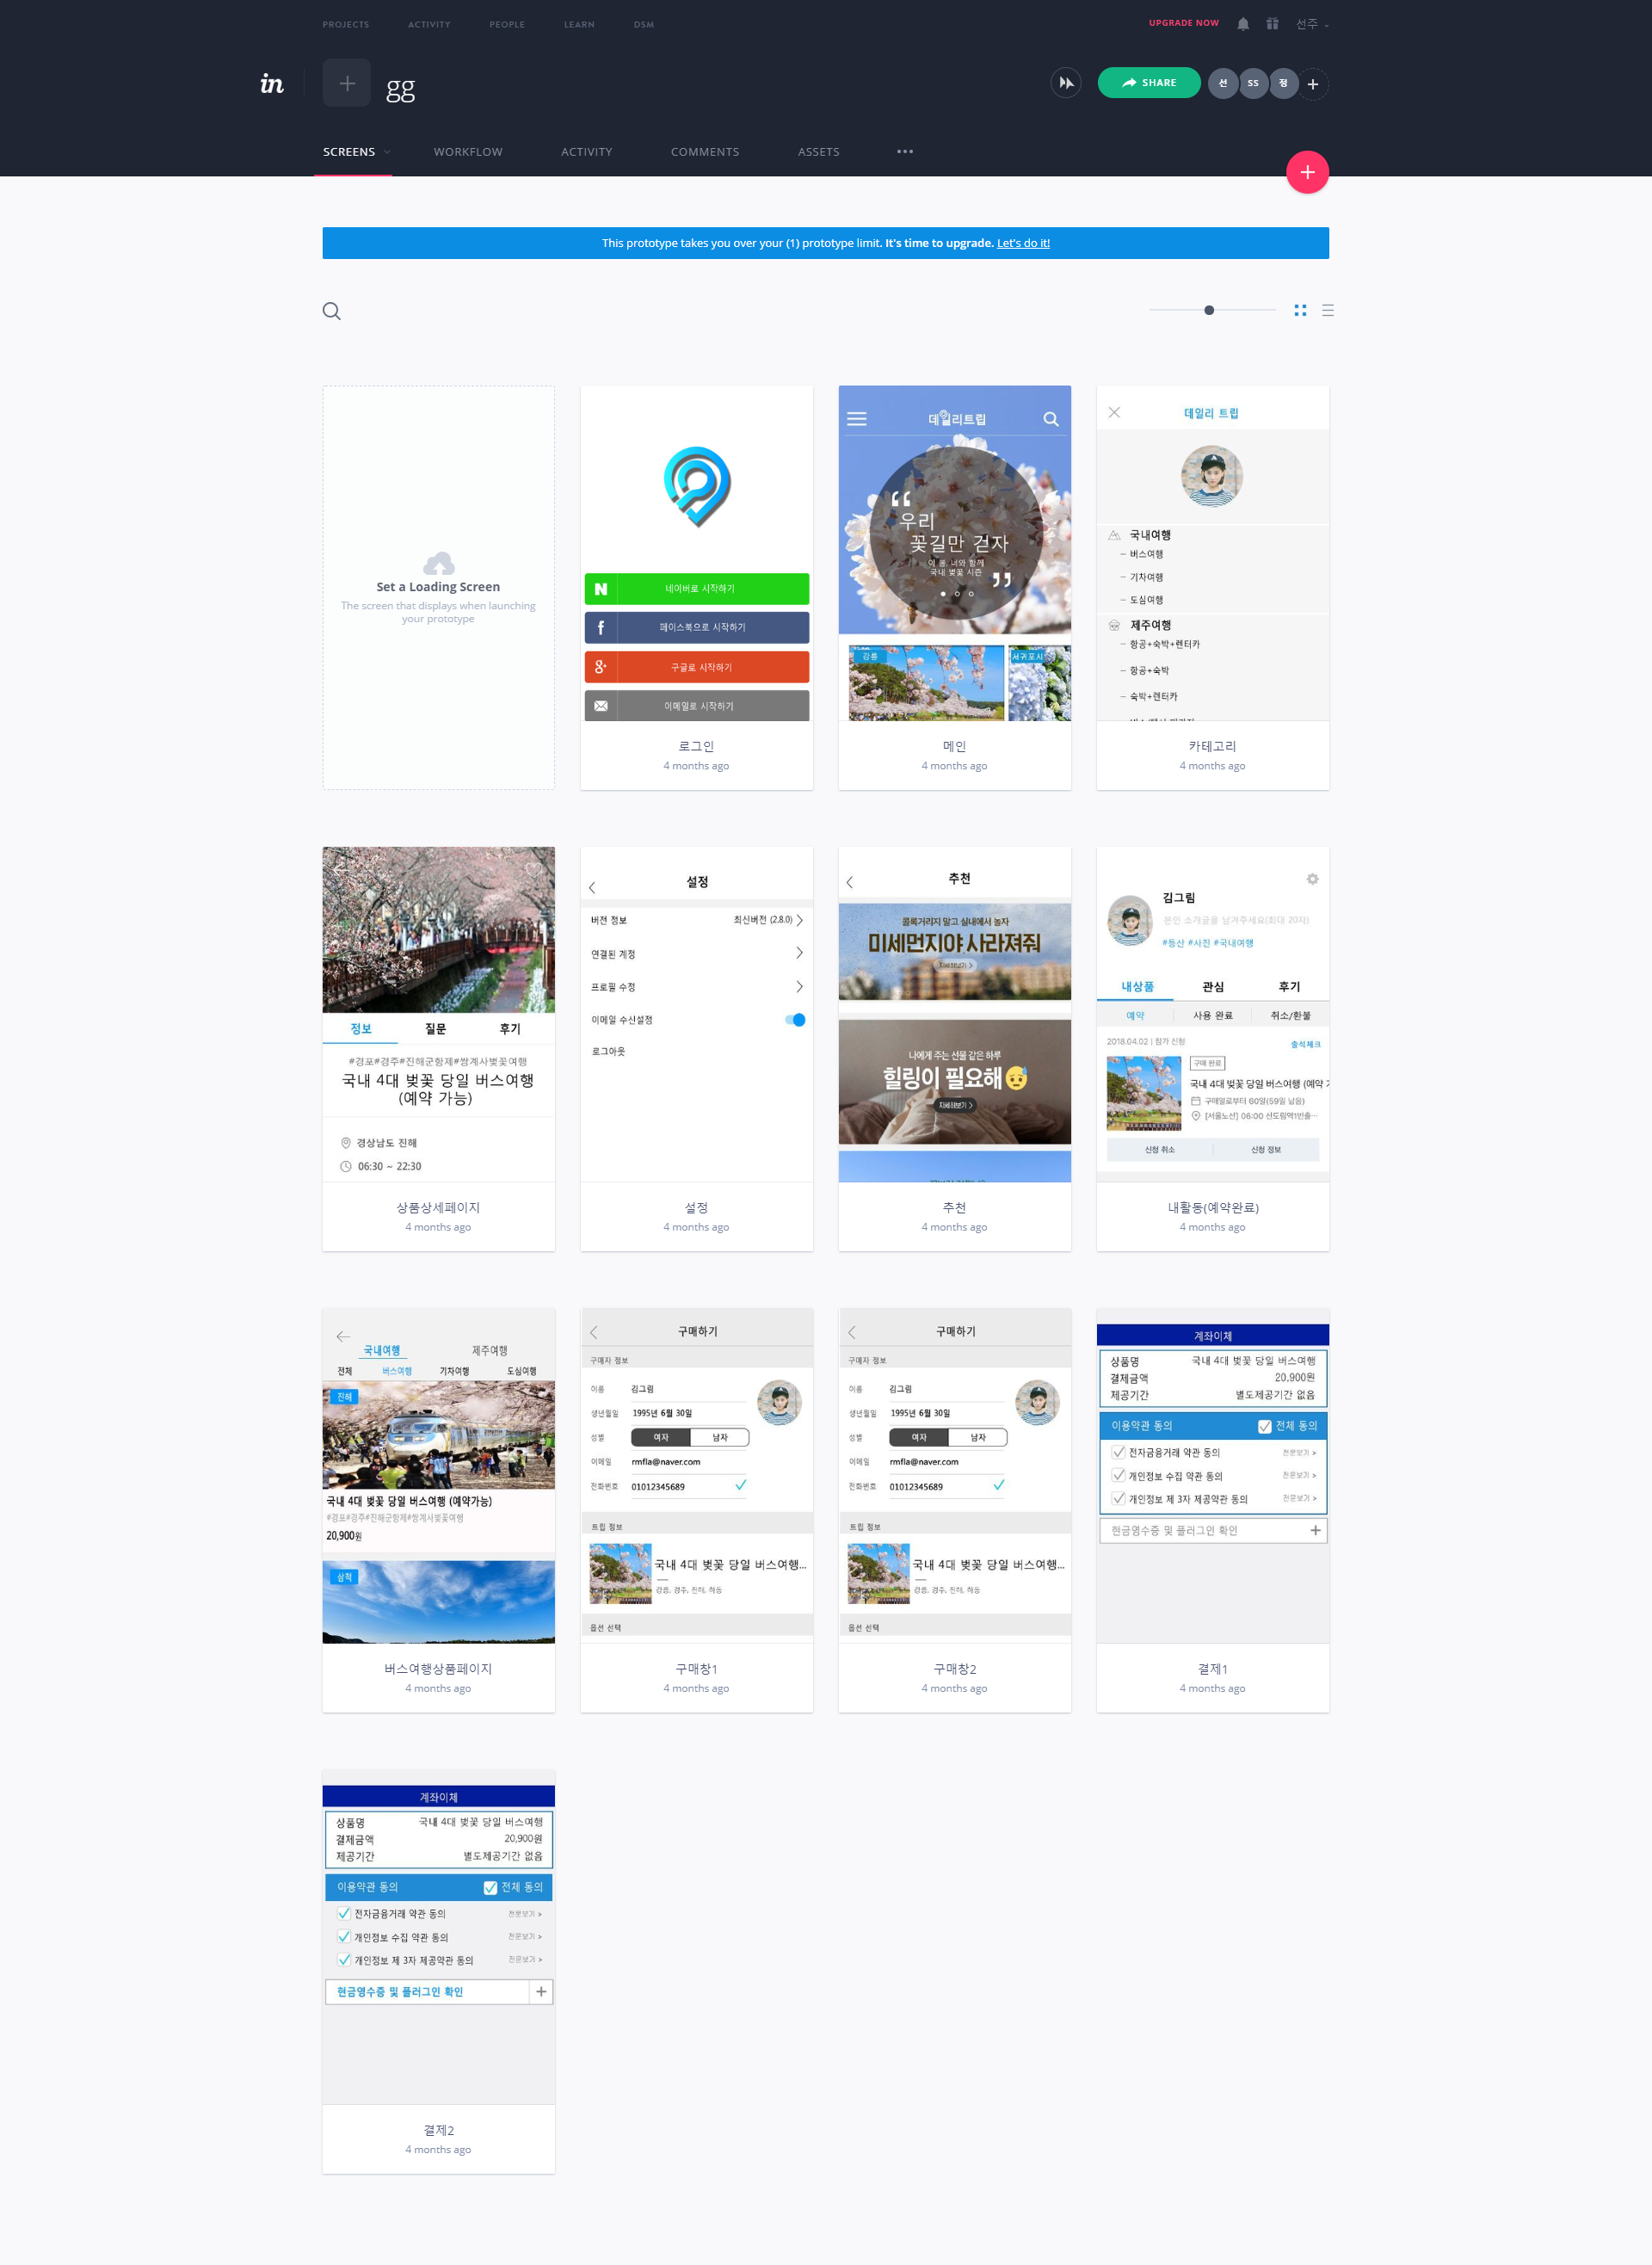 PROJECTS ACTIVITY PEOPLE LEARN DSM UPGRADE NOW 선주
in gg SHARE 선 SS 정
SCREENS WORKFLOW ACTIVITY COMMENTS ASSETS
This prototype takes you over your (1) prototype limit. It's time to upgrade. Let's do it!
Set a Loading Screen
The screen that displays when launching
your prototype
네이버로 시작하기
페이스북으로 시작하기
구글로 시작하기
이메일로 시작하기
로그인
4 months ago
데일리트립
우리
꽃길만 걷자
이 봄, 너와 함께
국내 벚꽃 시즌
강릉
서귀포시
메인
4 months ago
데일리 트립
국내여행
버스여행
기차여행
도심여행
제주여행
항공+숙박+렌터카
항공+숙박
숙박+렌터카
카테고리
4 months ago
정보 질문 후기
#경포#경주#진해군항제#쌍계사벚꽃여행
국내 4대 벚꽃 당일 버스여행
(예약 가능)
경상남도 진해
06:30 ~ 22:30
상품상세페이지
4 months ago
설정
버전 정보 최신버전 (2.8.0)
연결된 계정
프로필 수정
이메일 수신설정
로그아웃
설정
4 months ago
추천
콜록거리지 말고 실내에서 놀자
미세먼지야 사라져줘
자세히보기 >
나에게 주는 선물 같은 하루
힐링이 필요해
자세히보기 >
추천
4 months ago
김그림
본인 소개글을 남겨주세요(최대 20자)
#등산 #사진 #국내여행
내상품 관심 후기
예약 사용 완료 취소/환불
2018.04.02 | 참가 신청 출석체크
구매 완료
국내 4대 벚꽃 당일 버스여행 (예약
구매일로부터 60일(59일 남음)
[서울노선] 06:00 신도림역1번출...
신청 취소 신청 정보
내활동(예약완료)
4 months ago
국내여행 제주여행
전체 버스여행 기차여행 도심여행
진해
국내 4대 벚꽃 당일 버스여행 (예약가능)
#경포#경주#진해군항제#쌍계사벚꽃여행
20,900원
삼척
버스여행상품페이지
4 months ago
구매하기
구매자 정보
이름 김그림
생년월일 1995년 6월 30일
성별 여자 남자
이메일 rmfla@naver.com
전화번호 01012345689
트립 정보
국내 4대 벚꽃 당일 버스여행...
강릉, 경주, 진해, 하동
옵션 선택
구매창1
4 months ago
구매하기
구매자 정보
이름 김그림
생년월일 1995년 6월 30일
성별 여자 남자
이메일 rmfla@naver.com
전화번호 01012345689
트립 정보
국내 4대 벚꽃 당일 버스여행...
강릉, 경주, 진해, 하동
옵션 선택
구매창2
4 months ago
계좌이체
상품명 국내 4대 벚꽃 당일 버스여행
결제금액 20,900원
제공기간 별도제공기간 없음
이용약관 동의 전체 동의
전자금융거래 약관 동의 전문보기 >
개인정보 수집 약관 동의 전문보기 >
개인정보 제 3자 제공약관 동의 전문보기 >
현금영수증 및 플러그인 확인
결제1
4 months ago
계좌이체
상품명 국내 4대 벚꽃 당일 버스여행
결제금액 20,900원
제공기간 별도제공기간 없음
이용약관 동의 전체 동의
전자금융거래 약관 동의 전문보기 >
개인정보 수집 약관 동의 전문보기 >
개인정보 제 3자 제공약관 동의 전문보기 >
현금영수증 및 플러그인 확인
결제2
4 months ago